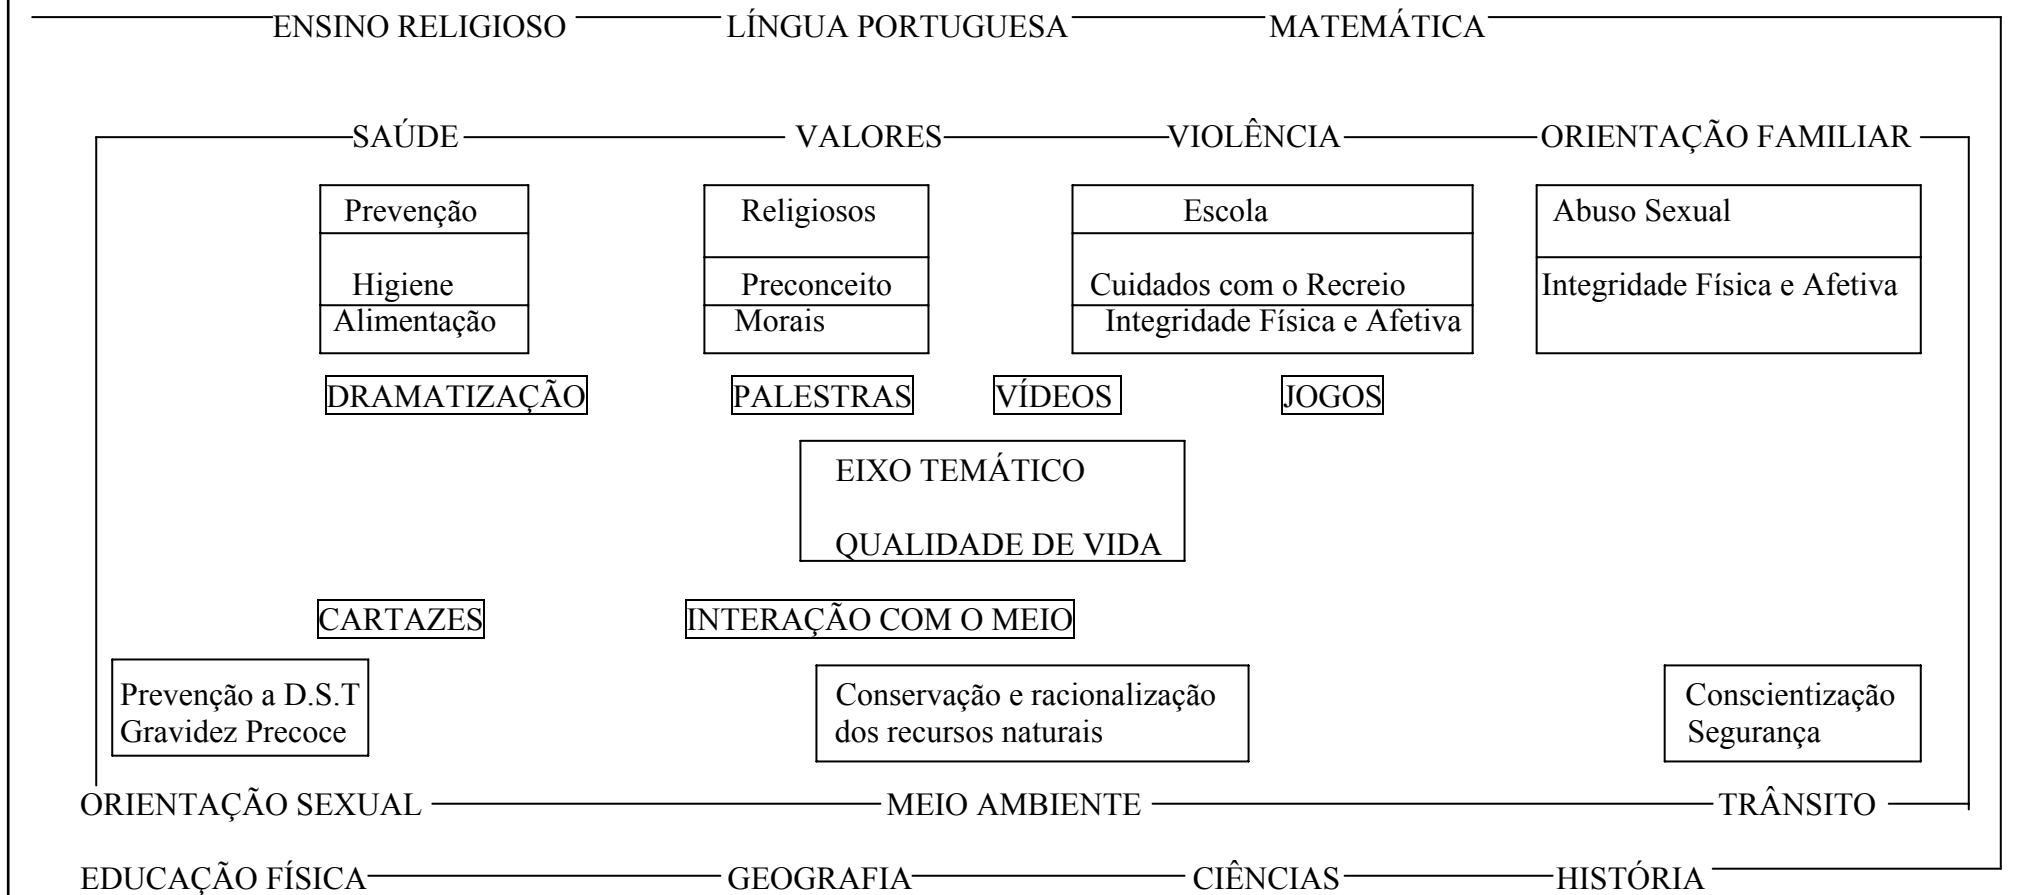 ENSINO RELIGIOSO LÍNGUA PORTUGUESA MATEMÁTICA
SAÚDE VALORES VIOLÊNCIA ORIENTAÇÃO FAMILIAR
Prevenção Religiosos Escola Abuso Sexual
Higiene Preconceito Cuidados com o Recreio Integridade Física e Afetiva
Alimentação Morais Integridade Física e Afetiva
DRAMATIZAÇÃO PALESTRAS VÍDEOS JOGOS
EIXO TEMÁTICO
QUALIDADE DE VIDA
CARTAZES INTERAÇÃO COM O MEIO
Prevenção a D.S.T Conservação e racionalização Conscientização
Gravidez Precoce dos recursos naturais Segurança
ORIENTAÇÃO SEXUAL MEIO AMBIENTE TRÂNSITO
EDUCAÇÃO FÍSICA GEOGRAFIA CIÊNCIAS HISTÓRIA